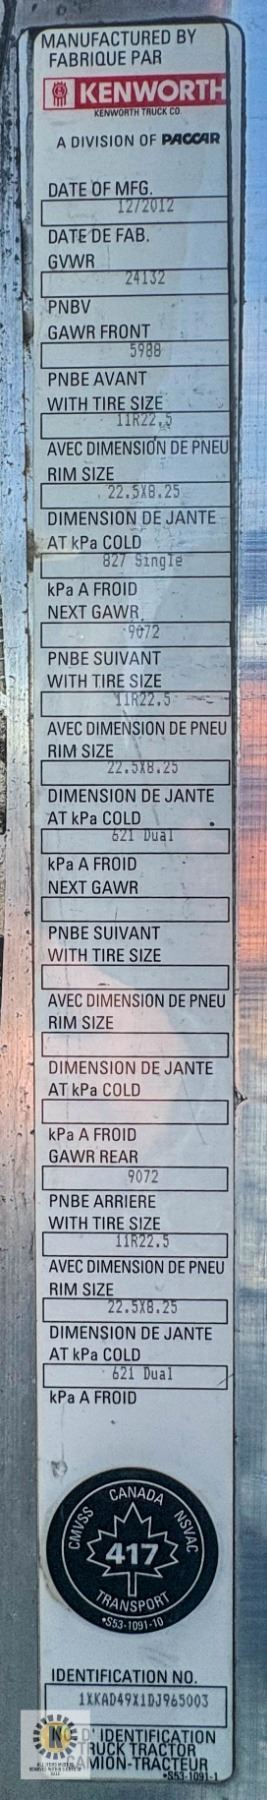 MANUFACTURED BY
FABRIQUE PAR
KENWORTH
KENWORTH TRUCK CO.
A DIVISION OF PACCAR
DATE OF MFG.
12/2012
DATE DE FAB.
GVWR
24132
PNBV
GAWR FRONT
5988
PNBE AVANT
WITH TIRE SIZE
11R22.5
AVEC DIMENSION DE PNEU
RIM SIZE
22.5X8.25
DIMENSION DE JANTE
AT kPa COLD
827 Single
kPa A FROID
NEXT GAWR
9072
PNBE SUIVANT
WITH TIRE SIZE
11R22.5
AVEC DIMENSION DE PNEU
RIM SIZE
22.5X8.25
DIMENSION DE JANTE
AT kPa COLD
621 Dual
kPa A FROID
NEXT GAWR
PNBE SUIVANT
WITH TIRE SIZE
AVEC DIMENSION DE PNEU
RIM SIZE
DIMENSION DE JANTE
AT kPa COLD
kPa A FROID
GAWR REAR
9072
PNBE ARRIERE
WITH TIRE SIZE
11R22.5
AVEC DIMENSION DE PNEU
RIM SIZE
22.5X8.25
DIMENSION DE JANTE
AT kPa COLD
621 Dual
kPa A FROID
CMVSS CANADA NSVAC
417
TRANSPORT
•S53-1091-10
IDENTIFICATION NO.
1XKAD49X1DJ965003
D'IDENTIFICATION
TRUCK TRACTOR
CAMION-TRACTEUR
•S53-1091-1
N